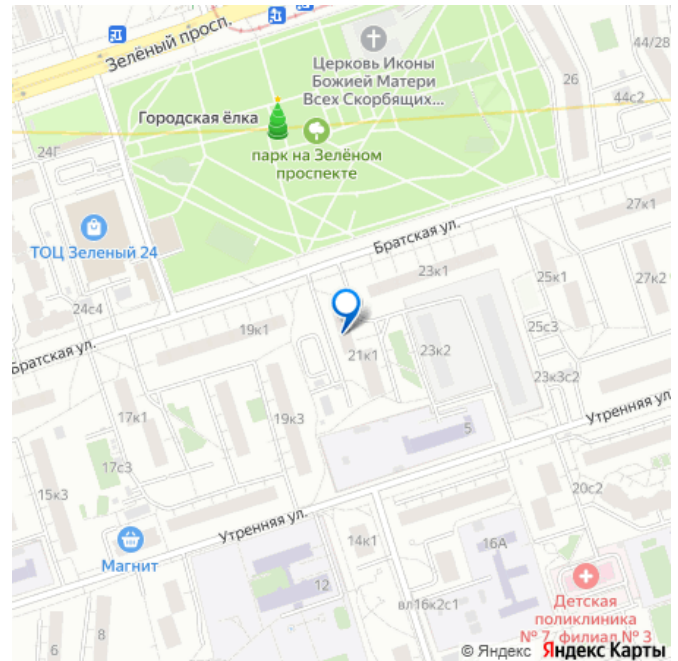 Зелёный просп.
Церковь Иконы
Божией Матери
Всех Скорбящих...
44/28
26
44с2
Городская ёлка
24Г
парк на Зелёном
проспекте
27к1
ТОЦ Зеленый 24
Братская ул.
23к1
25к1
27к2
24с4
19к1
25с3
Братская ул.
21к1
23к2
23к3с2
17к1
19к3
Утренняя ул
5
17с3
15к3
20с2
Утренняя ул.
14к1
16А
Магнит
12
Детская
поликлиника
№ 7, филиал № 3
вл16к2с1
6
8
© Яндекс Яндекс Карты